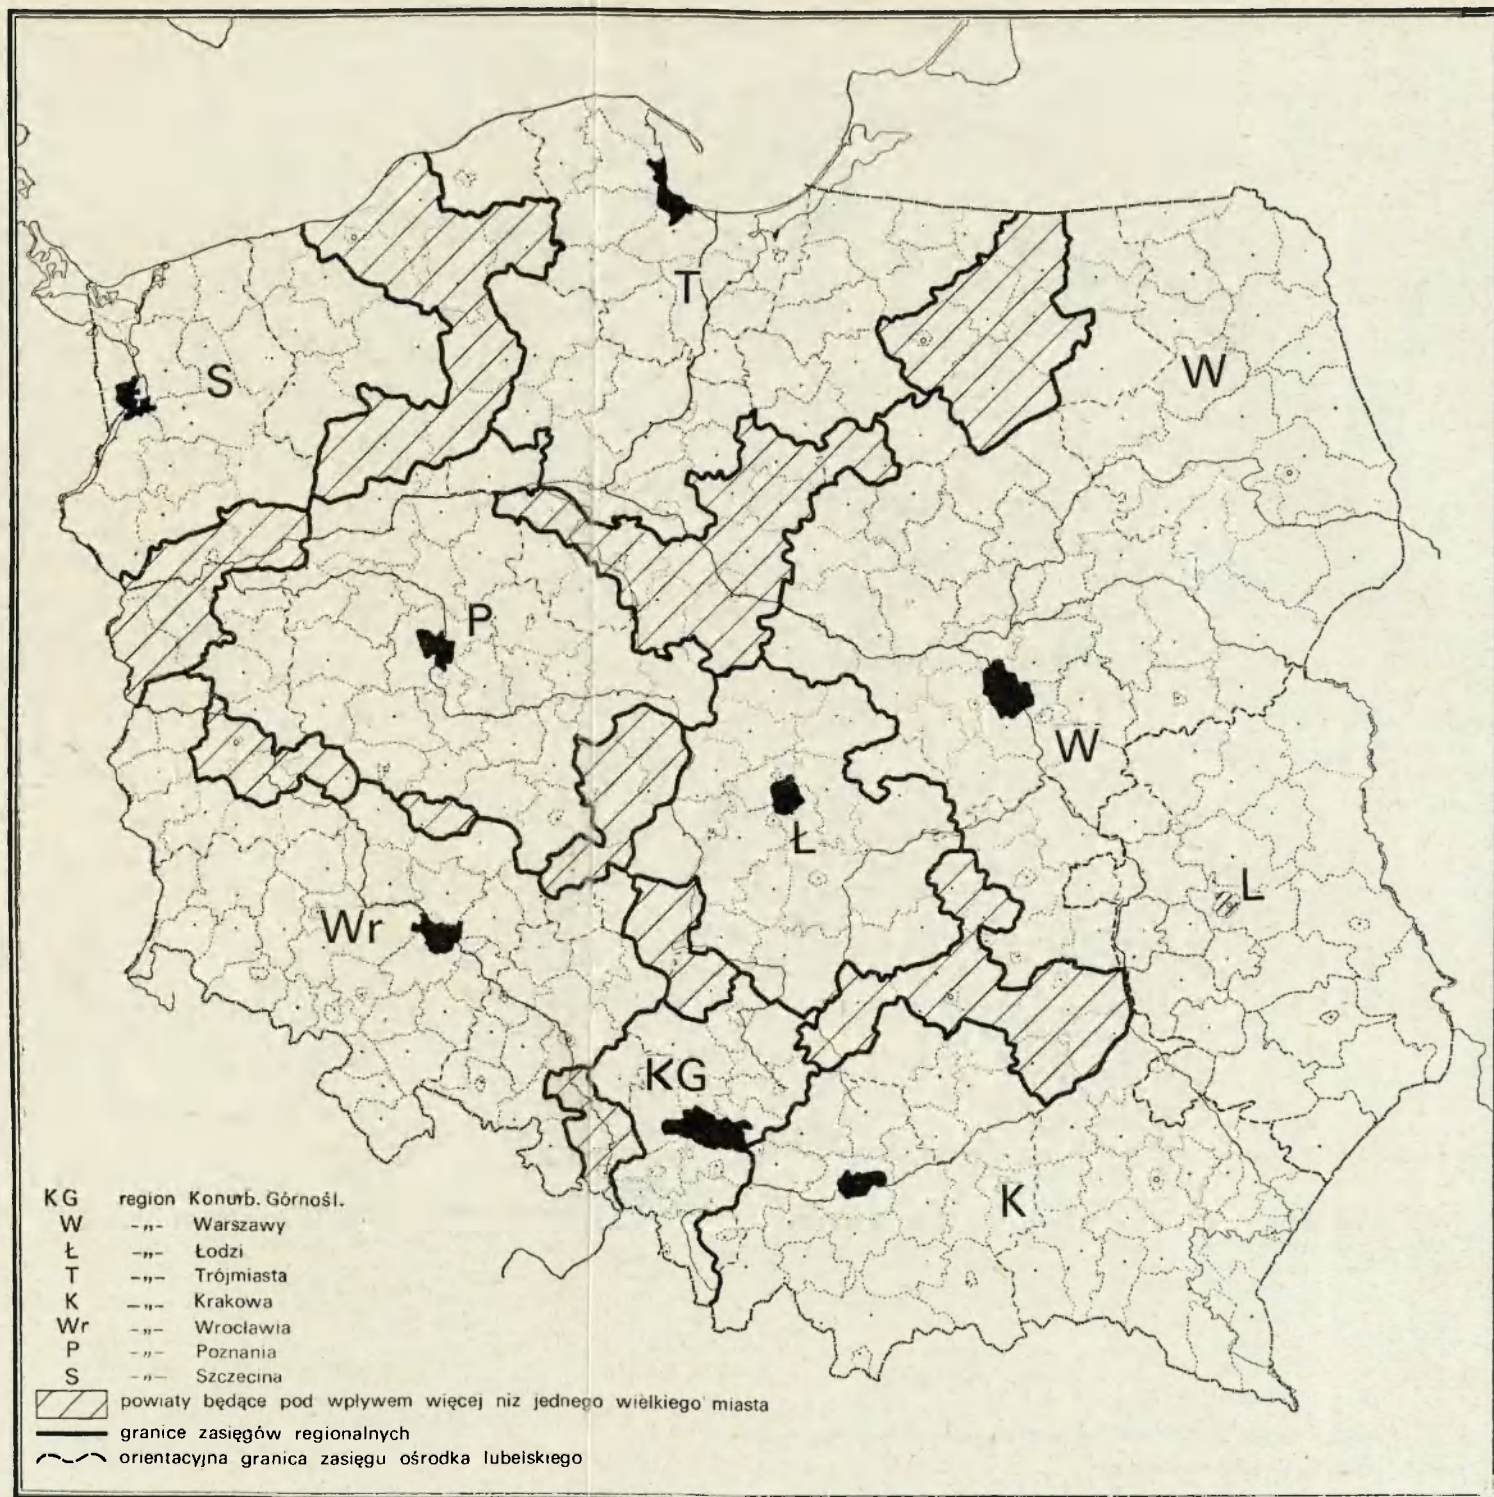 T
S
W
P
W
Ł
L
Wr
KG
K
KG region Konurb. Górnośl.
W -„- Warszawy
Ł -„- Łodzi
T -„- Trójmiasta
K -„- Krakowa
Wr -„- Wrocławia
P -„- Poznania
S -„- Szczecina
powiaty będące pod wpływem więcej niz jednego wielkiego miasta
granice zasięgów regionalnych
orientacyjna granica zasięgu ośrodka lubelskiego